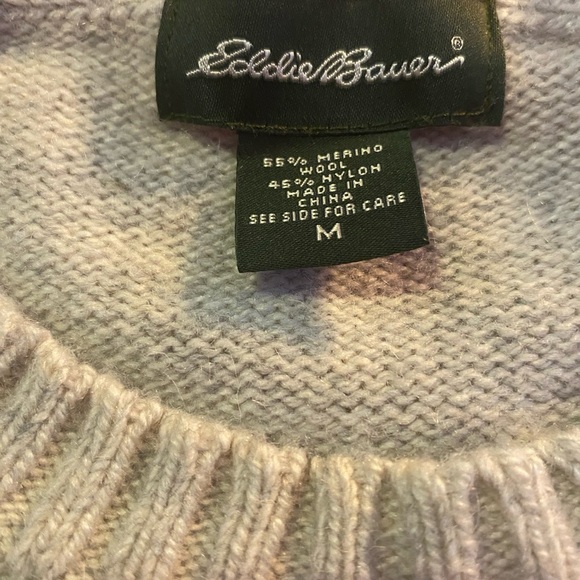 Eddie Bauer®
55% MERINO
WOOL
45% NYLON
MADE IN
CHINA
SEE SIDE FOR CARE
M